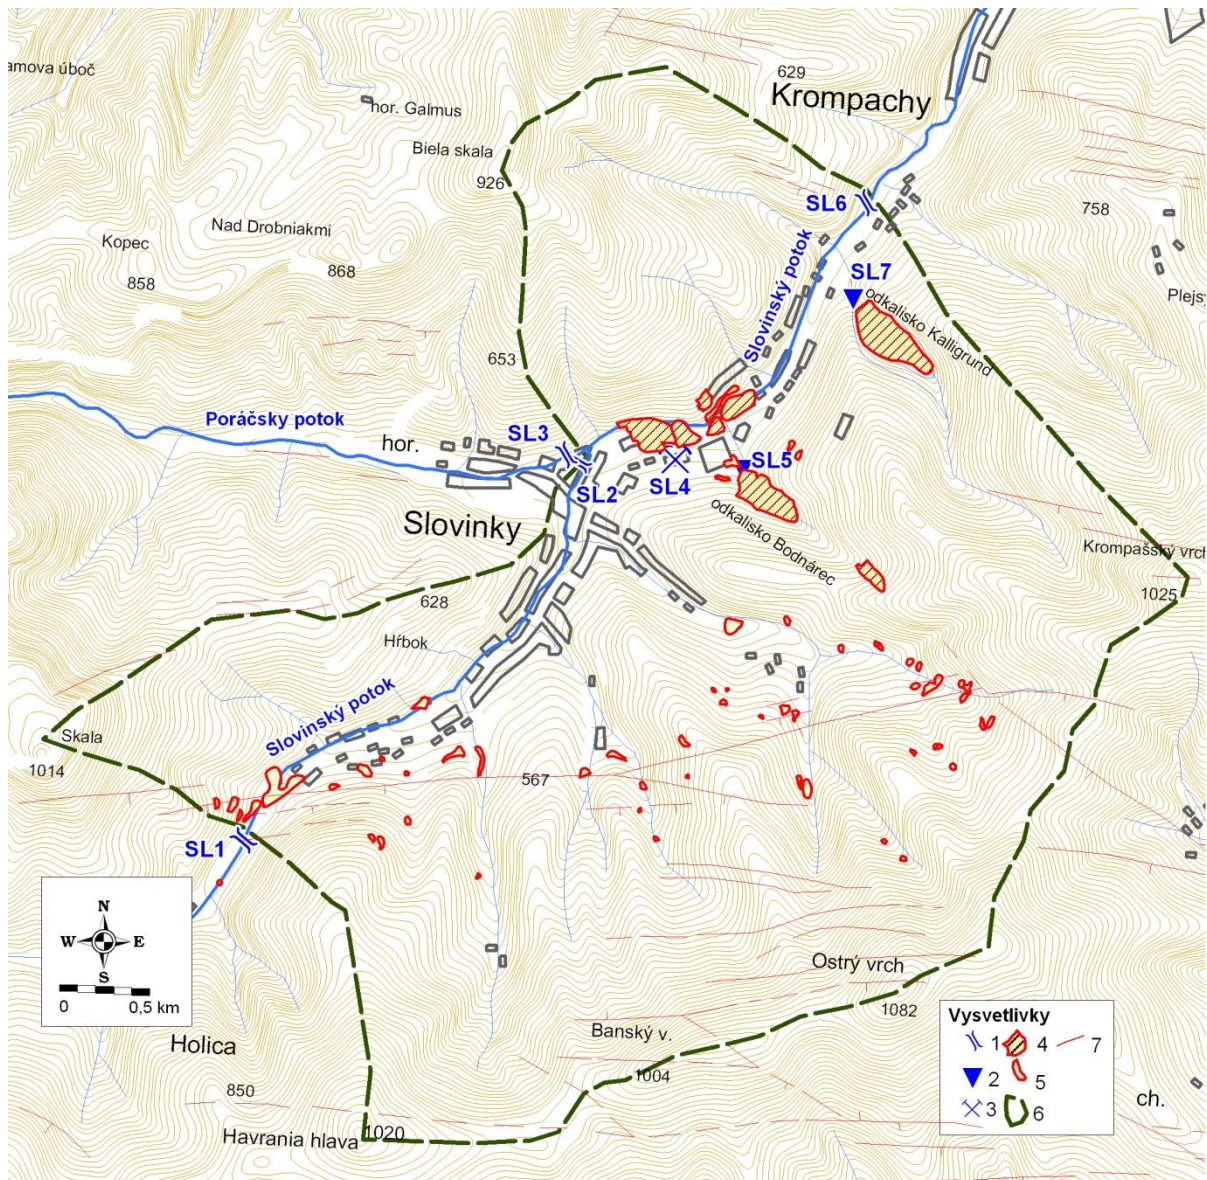 amova úboč
hor. Galmus
629
Krompachy
Biela skala
926
SL6
758
Nad Drobniakmi
Kopec
868
858
Slovinský potok
SL7
odkalisko Kalligrund
Plejsy
653
Poráčsky potok
hor.
SL3
SL2
SL4
SL5
Slovinky
odkalisko Bodnárec
Krompašský vrch
1025
628
Hŕbok
Slovinský potok
Skala
1014
567
SL1
N
W E
S
0 0,5 km
Ostrý vrch
1082
Banský v.
1004
Holica
850
Havrania hlava
1020
ch.
Vysvetlivky
1 4 7
2 5
3 6